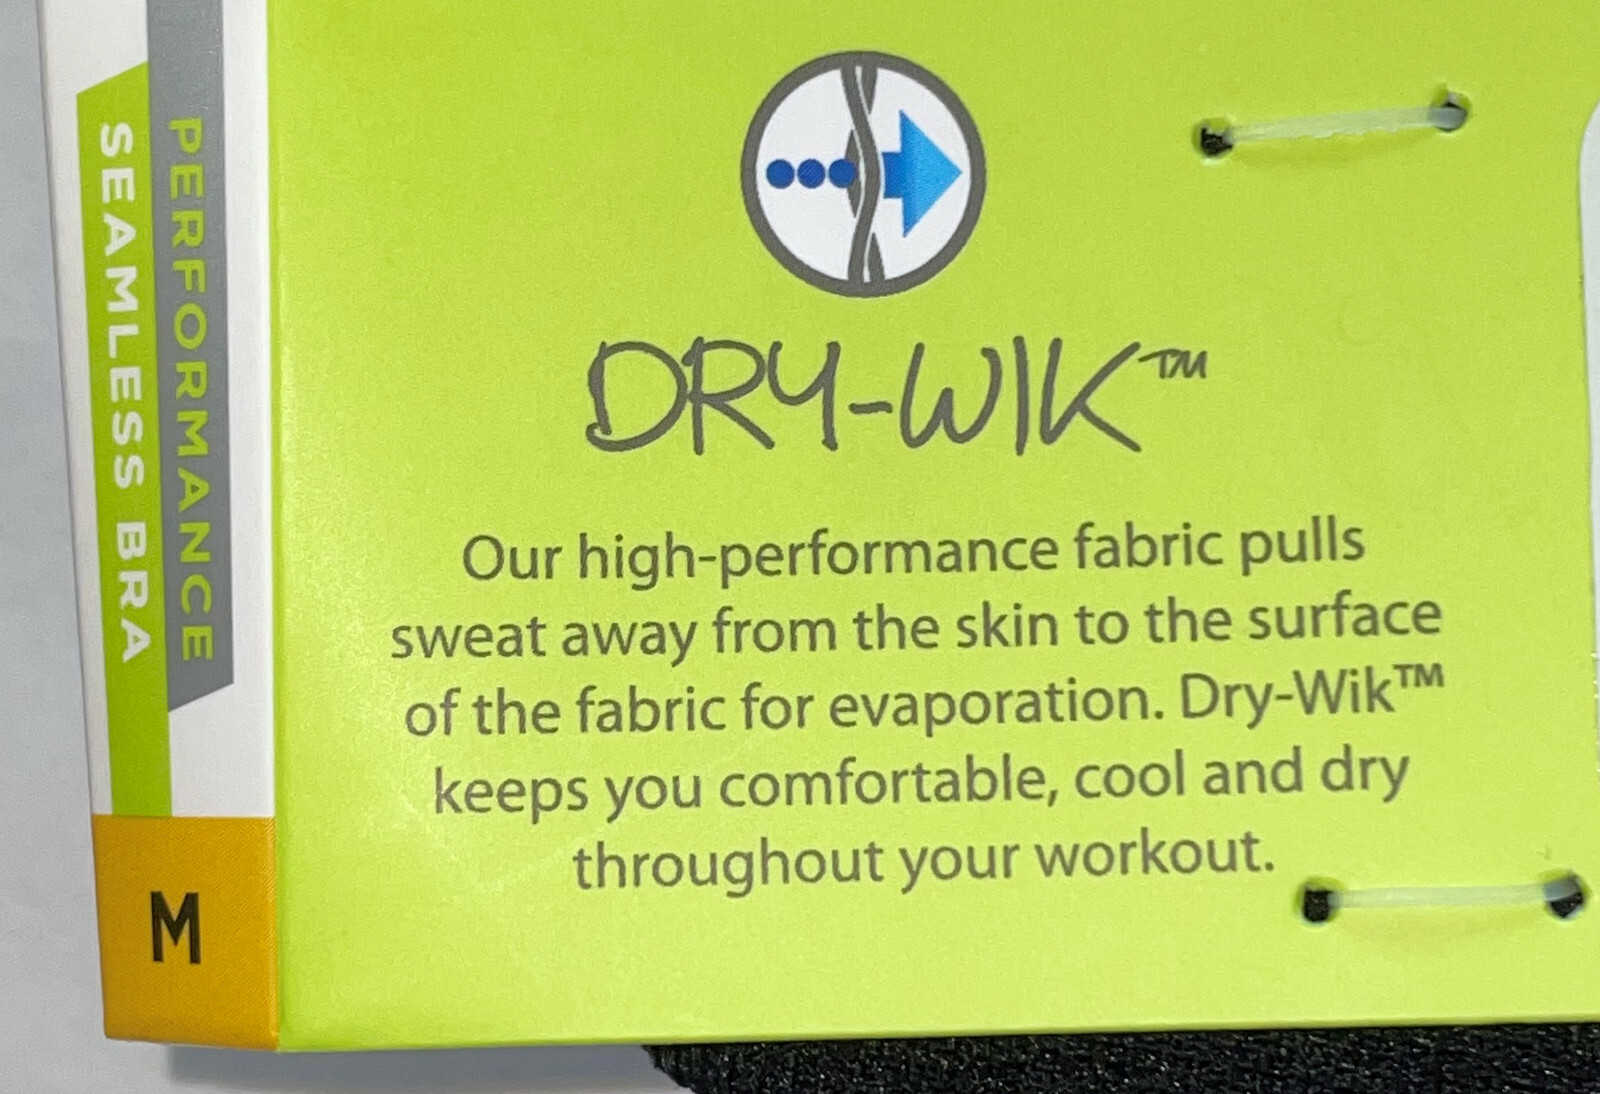 PERFORMANCE
SEAMLESS BRA
M
DRY-WIK™
Our high-performance fabric pulls
sweat away from the skin to the surface
of the fabric for evaporation. Dry-Wik™
keeps you comfortable, cool and dry
throughout your workout.